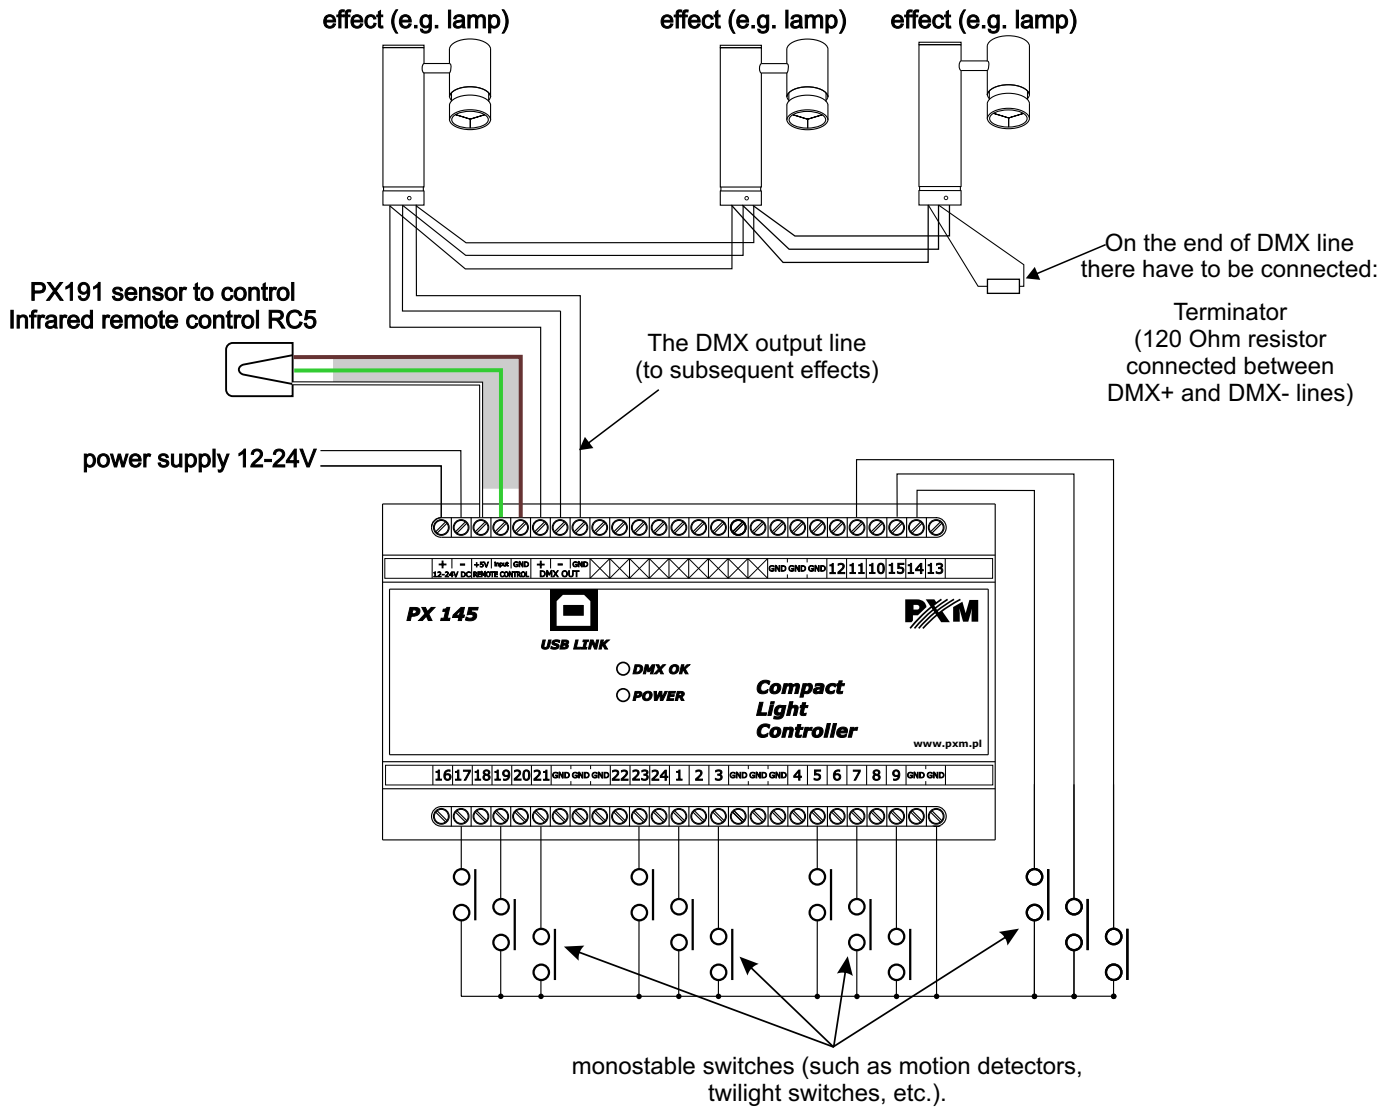 effect (e.g. lamp)
effect (e.g. lamp)
effect (e.g. lamp)
On the end of DMX line
there have to be connected:
Terminator
(120 Ohm resistor
connected between
DMX+ and DMX- lines)
PX191 sensor to control
Infrared remote control RC5
The DMX output line
(to subsequent effects)
power supply 12-24V
+ - +5V Input GND + - GND GND GND GND 12 11 10 15 14 13
12-24V DC REMOTE CONTROL DMX OUT
PX 145
USB LINK
PXM
DMX OK
POWER
Compact
Light
Controller
www.pxm.pl
16 17 18 19 20 21 GND GND GND 22 23 24 1 2 3 GND GND GND 4 5 6 7 8 9 GND GND
monostable switches (such as motion detectors,
twilight switches, etc.).